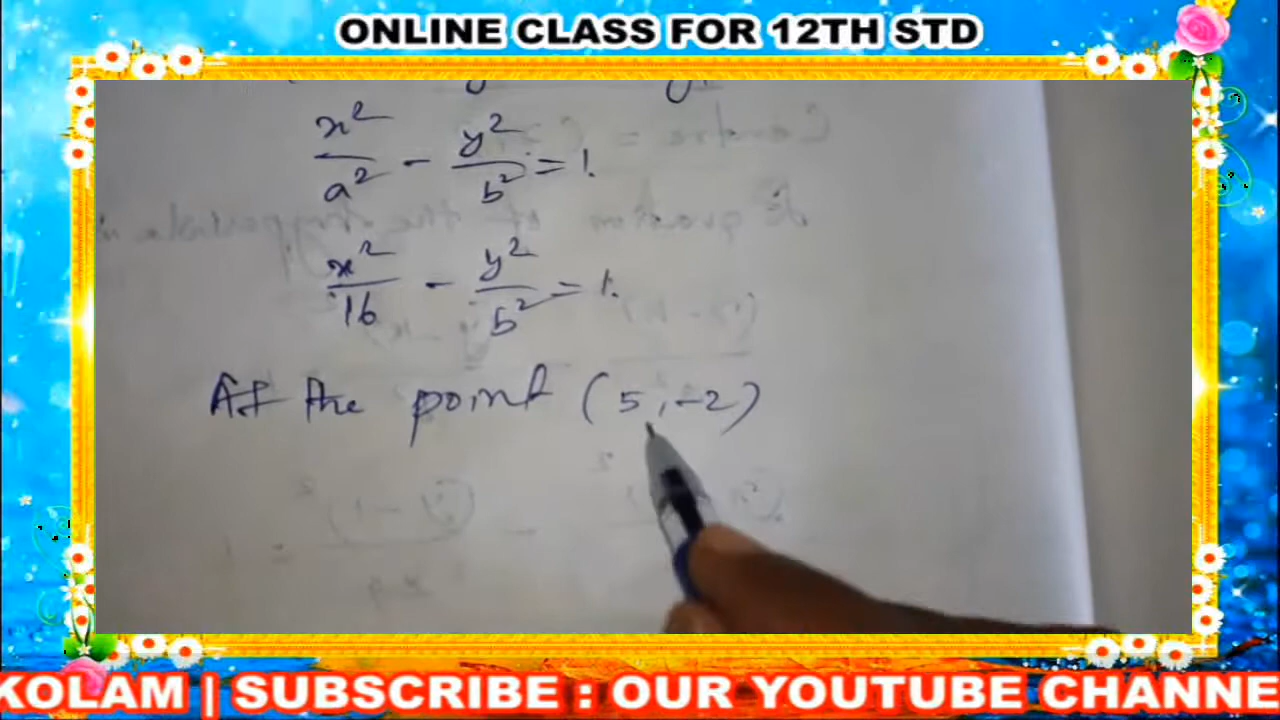 ONLINE CLASS FOR 12TH STD
x²/a² - y²/b² = 1.
x²/16 - y²/b² = 1.
At the point (5, -2)
KOLAM | SUBSCRIBE : OUR YOUTUBE CHANNE